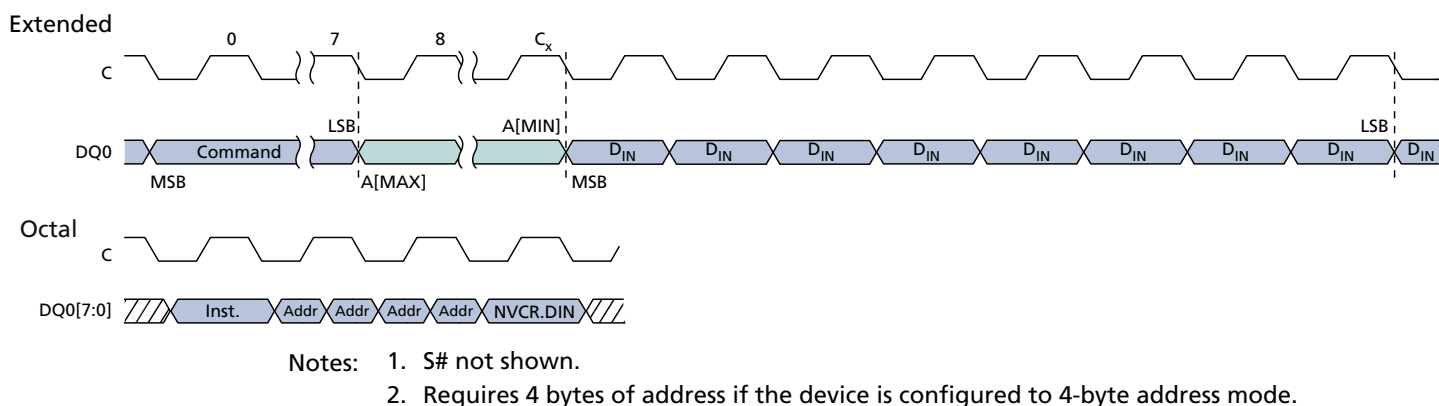 Extended
0 7 8 Cx
C
LSB A[MIN] LSB
DQ0 Command DIN DIN DIN DIN DIN DIN DIN DIN DIN
MSB A[MAX] MSB
Octal
C
DQ0[7:0] Inst. Addr Addr Addr Addr NVCR.DIN
Notes: 1. S# not shown.
2. Requires 4 bytes of address if the device is configured to 4-byte address mode.